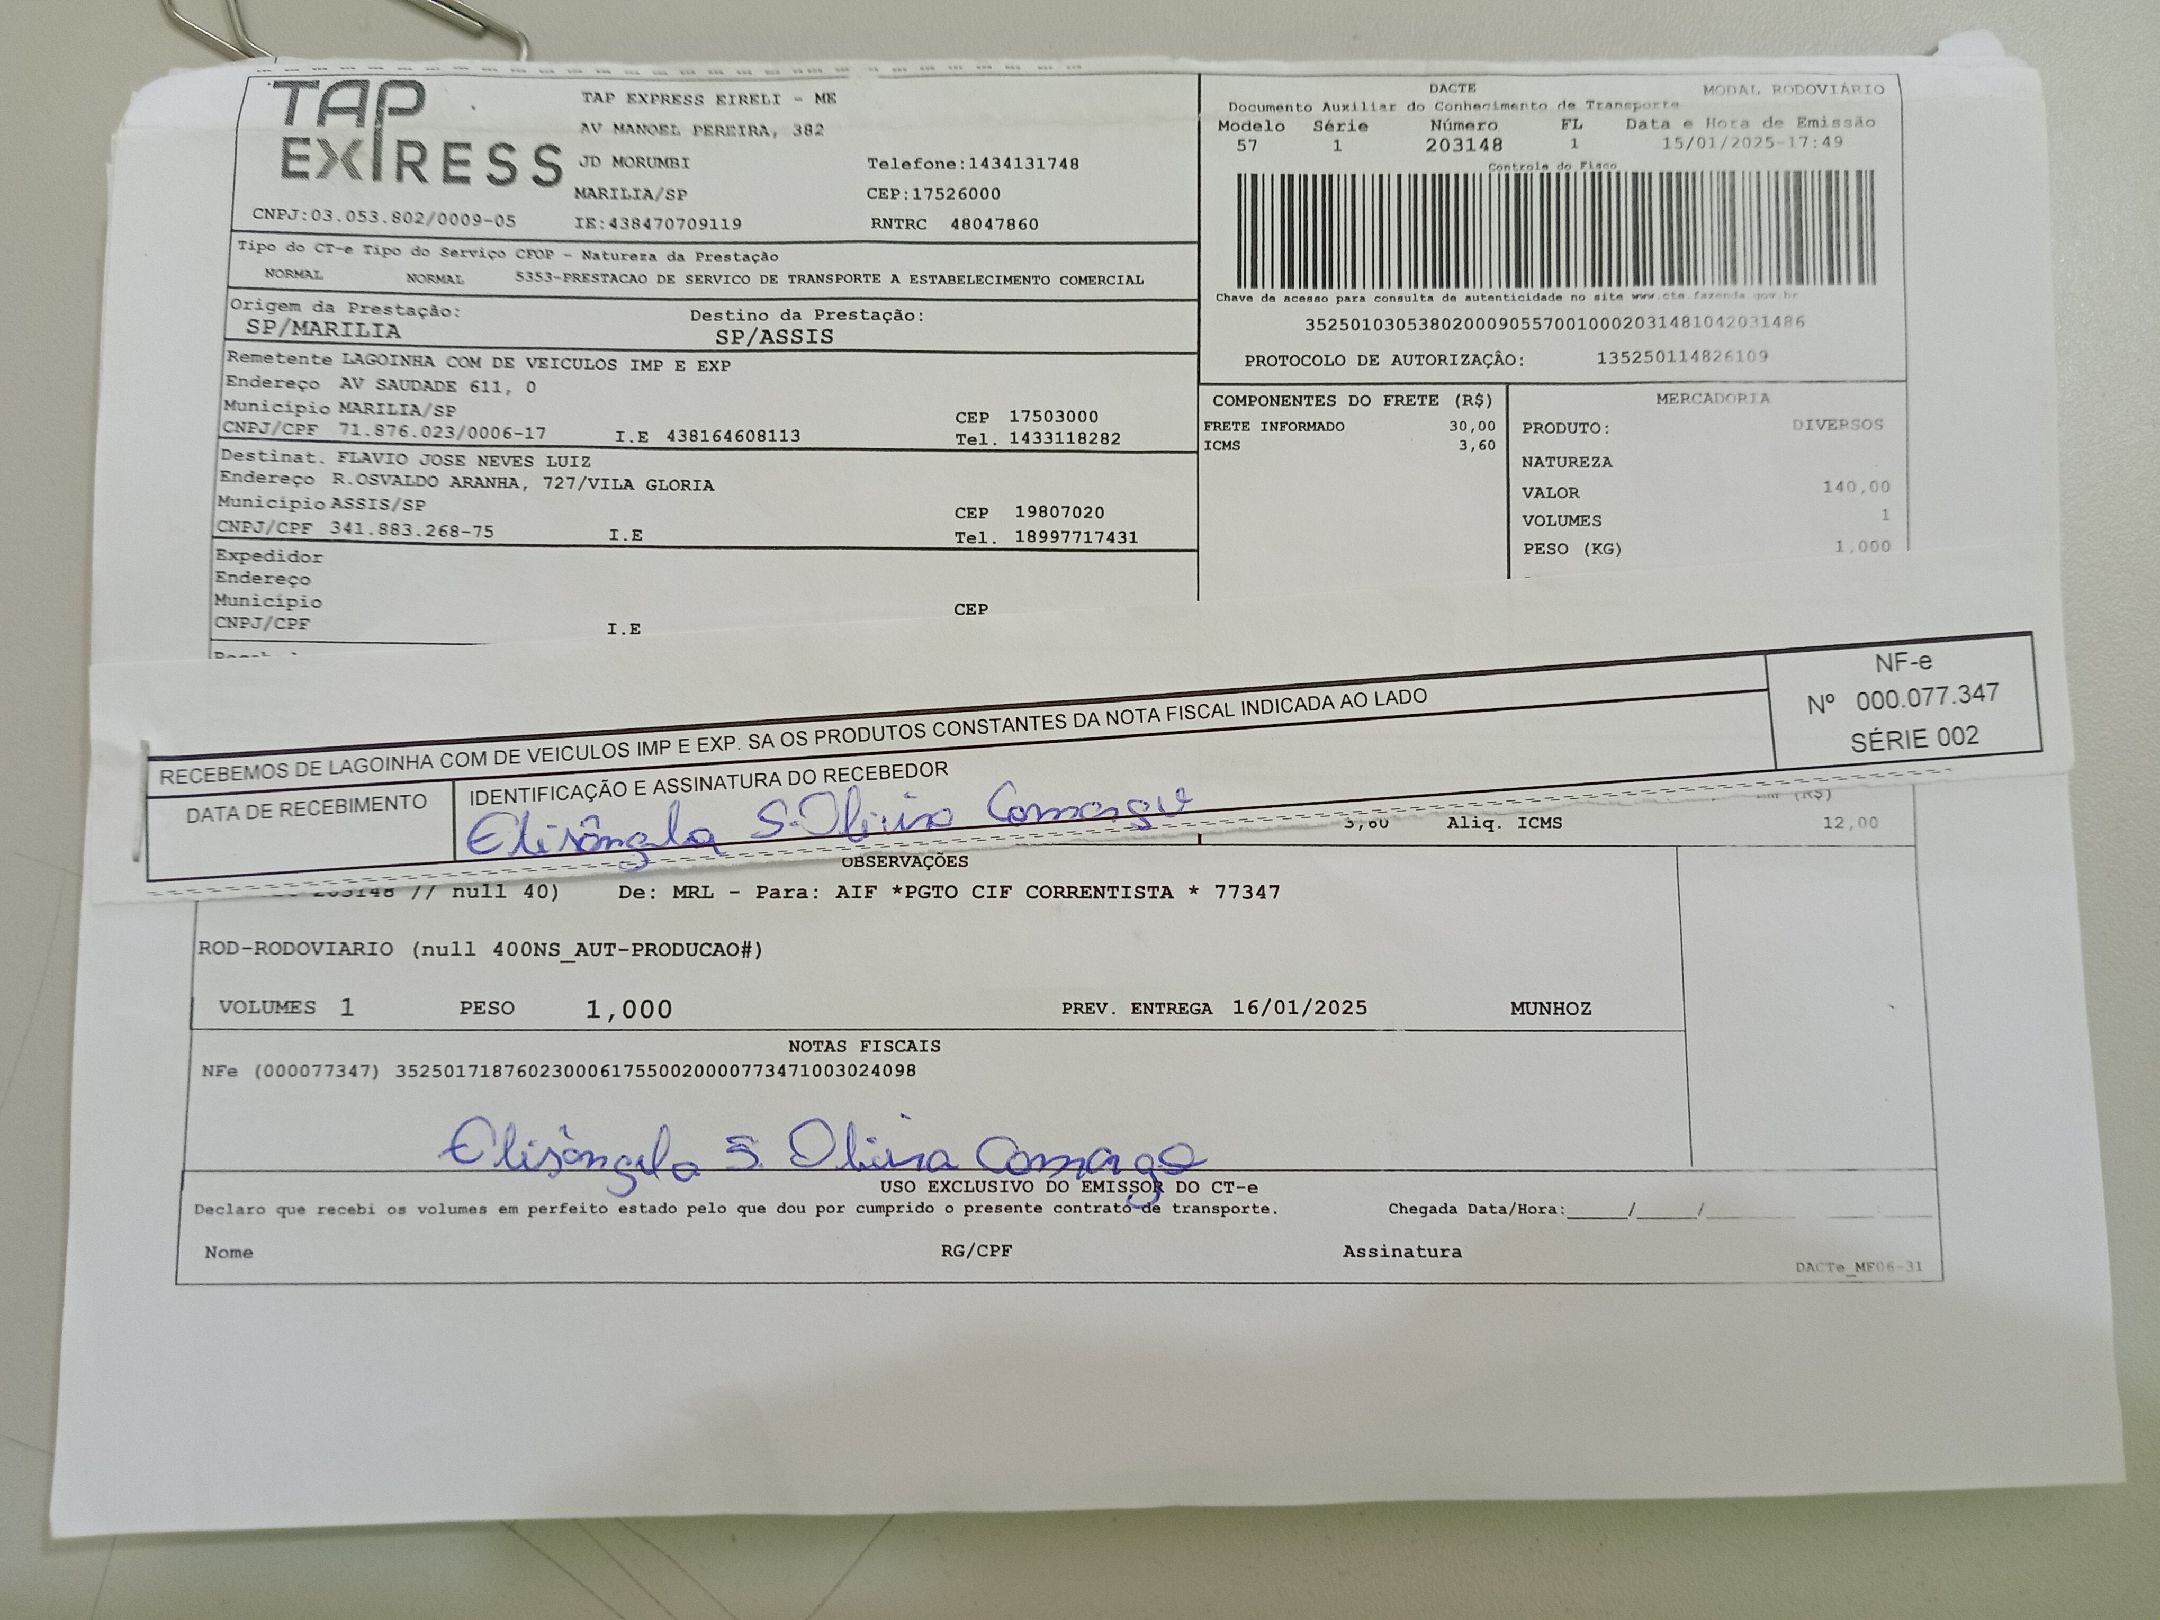 TAP EXPRESS
TAP EXPRESS EIRELI - ME
AV MANOEL PEREIRA, 382
JD MORUMBI Telefone:1434131748
MARILIA/SP CEP:17526000
CNPJ:03.053.802/0009-05 IE:438470709119 RNTRC 48047860
DACTE MODAL RODOVIÁRIO
Documento Auxiliar do Conhecimento de Transporte
Modelo Série Número FL Data e Hora de Emissão
57 1 203148 1 15/01/2025-17:49
Controle do Fisco
Chave de acesso para consulta de autenticidade no site www.cte.fazenda.gov.br
35250103053802000905570010002031481042031486
PROTOCOLO DE AUTORIZAÇÂO: 135250114826109
Tipo do CT-e Tipo do Serviço CFOP - Natureza da Prestação
NORMAL NORMAL 5353-PRESTACAO DE SERVICO DE TRANSPORTE A ESTABELECIMENTO COMERCIAL
Origem da Prestação: Destino da Prestação:
SP/MARILIA SP/ASSIS
Remetente LAGOINHA COM DE VEICULOS IMP E EXP
Endereço AV SAUDADE 611, 0
Município MARILIA/SP CEP 17503000
CNPJ/CPF 71.876.023/0006-17 I.E 438164608113 Tel. 1433118282
Destinat. FLAVIO JOSE NEVES LUIZ
Endereço R.OSVALDO ARANHA, 727/VILA GLORIA
Município ASSIS/SP CEP 19807020
CNPJ/CPF 341.883.268-75 I.E Tel. 18997717431
Expedidor
Endereço
Município CEP
CNPJ/CPF I.E
COMPONENTES DO FRETE (R$)
FRETE INFORMADO 30,00
ICMS 3,60
MERCADORIA
PRODUTO: DIVERSOS
NATUREZA
VALOR 140,00
VOLUMES 1
PESO (KG) 1,000
RECEBEMOS DE LAGOINHA COM DE VEICULOS IMP E EXP. SA OS PRODUTOS CONSTANTES DA NOTA FISCAL INDICADA AO LADO
DATA DE RECEBIMENTO IDENTIFICAÇÃO E ASSINATURA DO RECEBEDOR
Elisângela S. Oliveira Camargo
NF-e
Nº 000.077.347
SÉRIE 002
3,60 Aliq. ICMS 12,00
OBSERVAÇÕES
203148 // null 40) De: MRL - Para: AIF *PGTO CIF CORRENTISTA * 77347
ROD-RODOVIARIO (null 400NS_AUT-PRODUCAO#)
VOLUMES 1 PESO 1,000 PREV. ENTREGA 16/01/2025 MUNHOZ
NOTAS FISCAIS
NFe (000077347) 35250171876023000617550020000773471003024098
Elisângela S. Oliveira Camargo
USO EXCLUSIVO DO EMISSOR DO CT-e
Declaro que recebi os volumes em perfeito estado pelo que dou por cumprido o presente contrato de transporte. Chegada Data/Hora:_____/_____/_____ ____:____
Nome RG/CPF Assinatura
DACTe_MF06-31